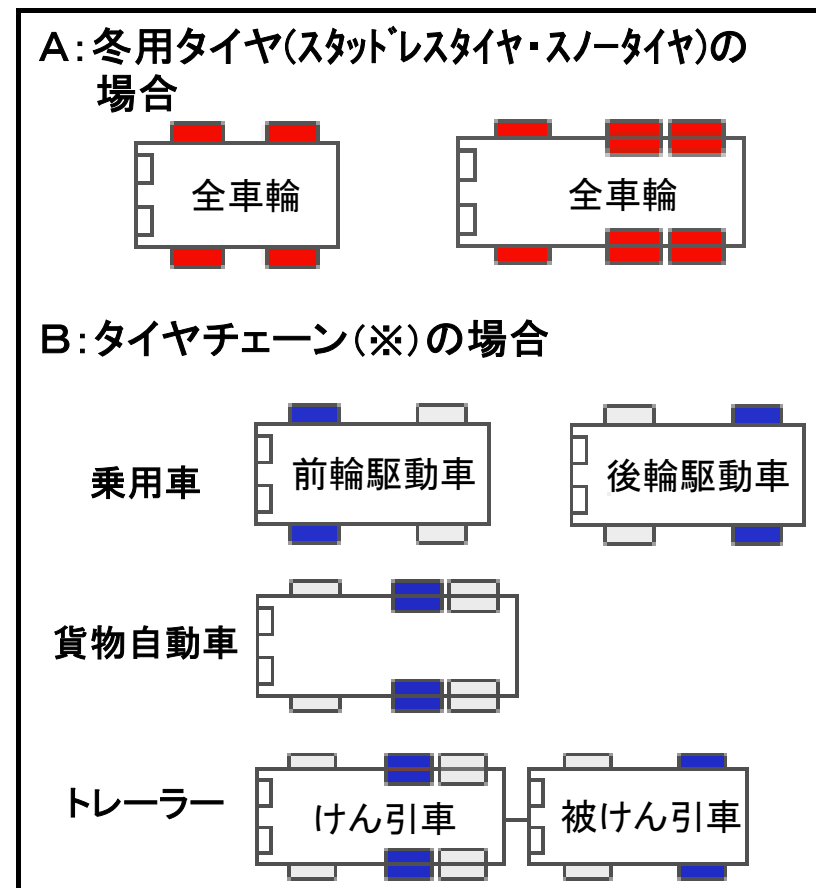 A:冬用タイヤ(スタッドレスタイヤ・スノータイヤ)の
場合
全車輪
全車輪
B:タイヤチェーン(※)の場合
乗用車
前輪駆動車
後輪駆動車
貨物自動車
トレーラー
けん引車
被けん引車